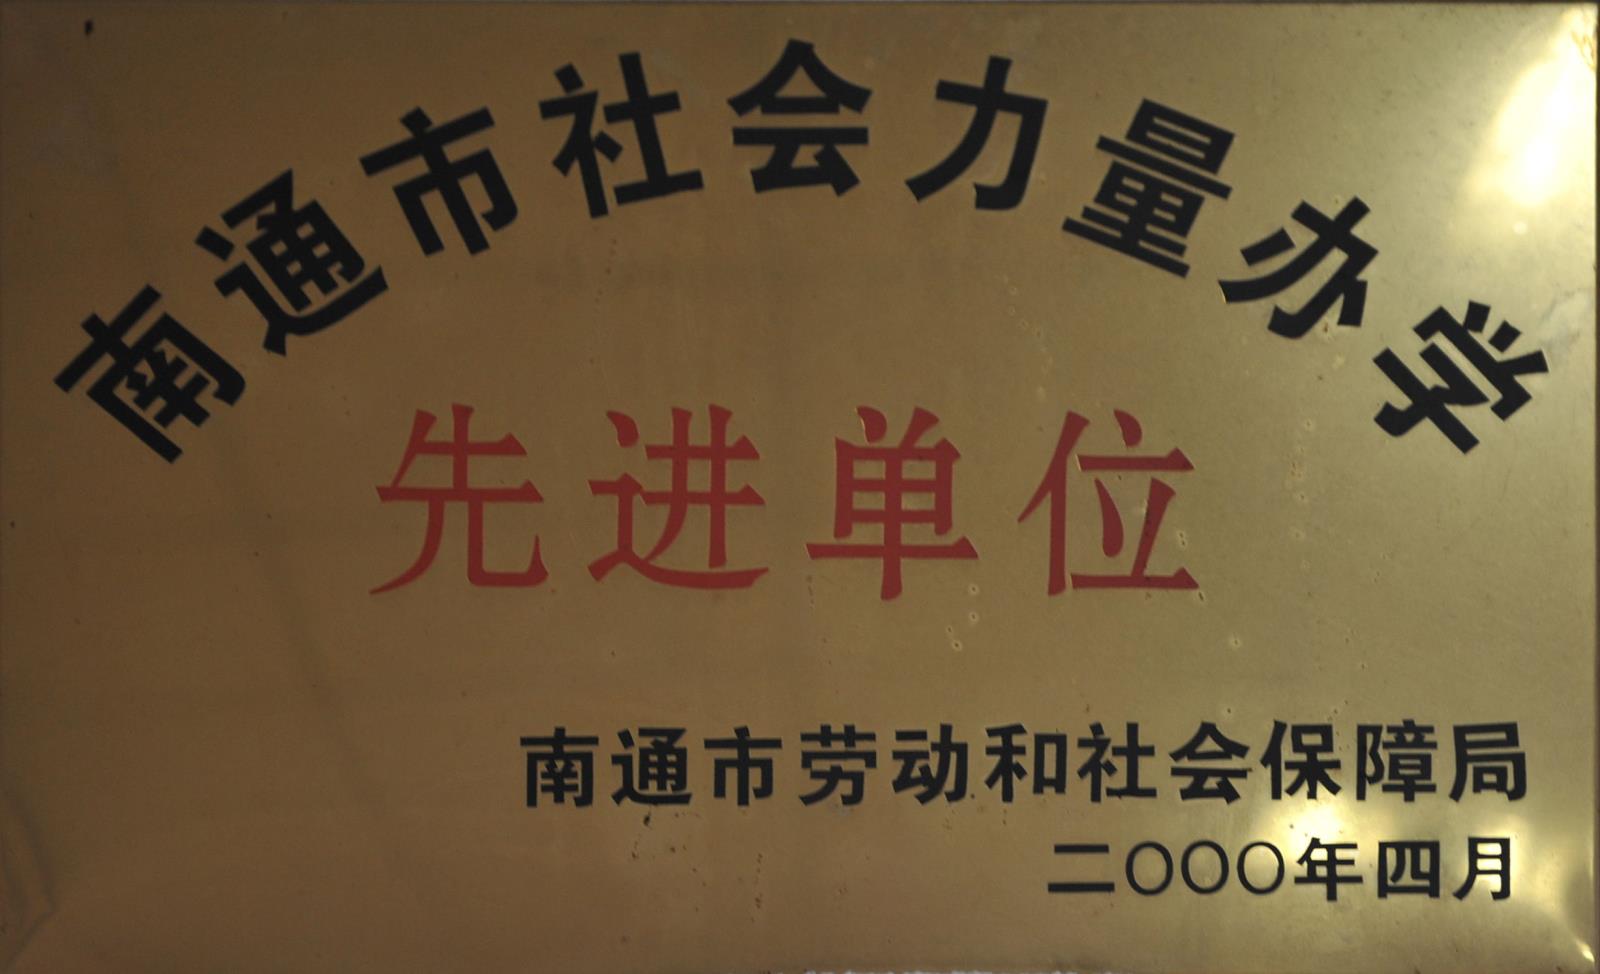 南通市社会力量办学
先进单位
南通市劳动和社会保障局
二〇〇〇年四月